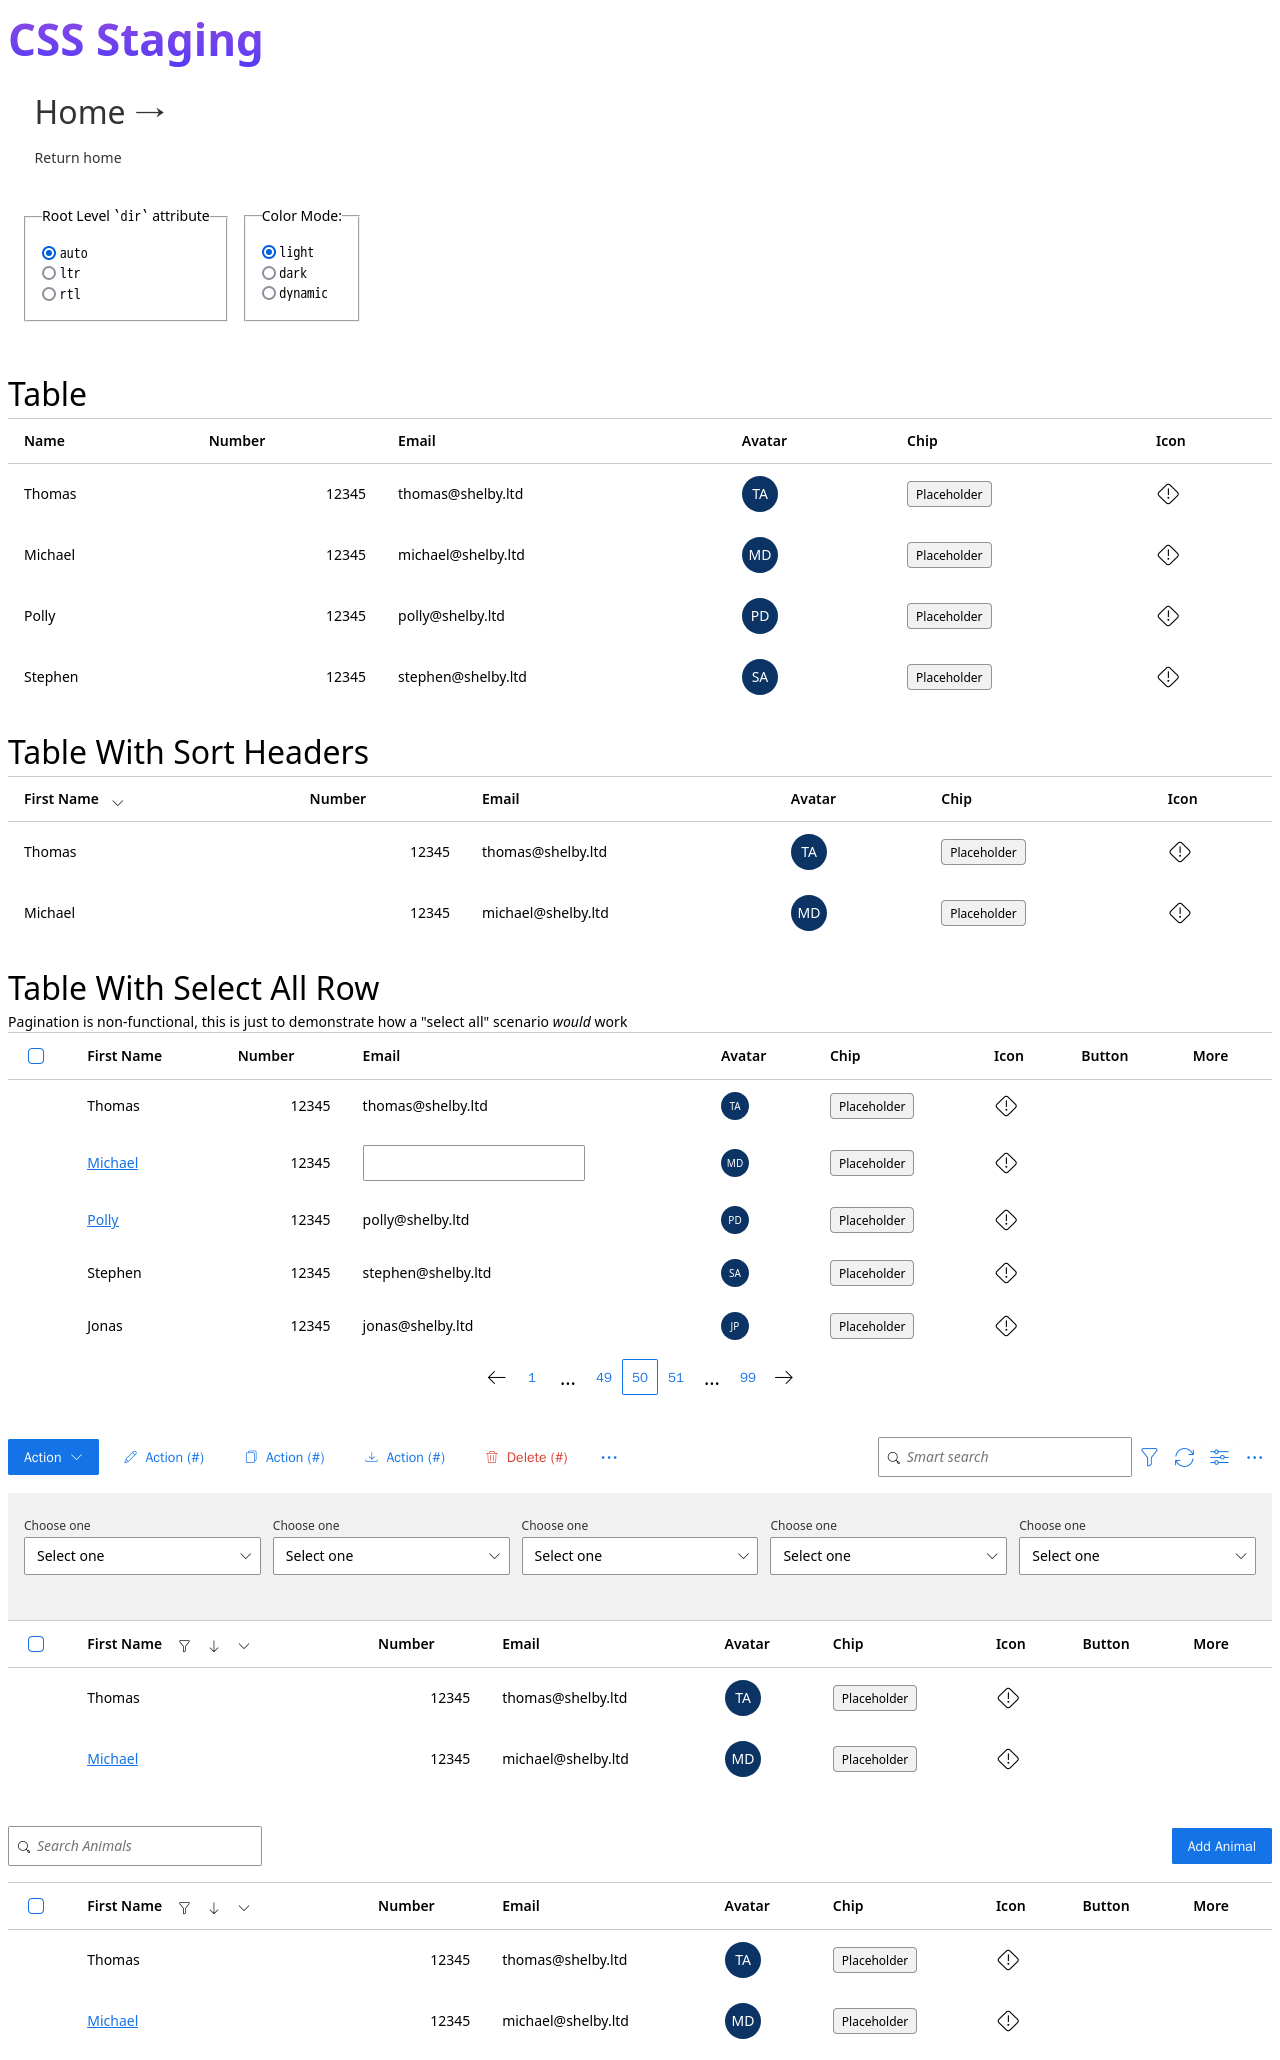 CSS Staging
Home →
Return home
Root Level `dir` attribute
auto
ltr
rtl
Color Mode:
light
dark
dynamic
Table
Name Number Email Avatar Chip Icon
Thomas 12345 thomas@shelby.ltd TA Placeholder
Michael 12345 michael@shelby.ltd MD Placeholder
Polly 12345 polly@shelby.ltd PD Placeholder
Stephen 12345 stephen@shelby.ltd SA Placeholder
Table With Sort Headers
First Name Number Email Avatar Chip Icon
Thomas 12345 thomas@shelby.ltd TA Placeholder
Michael 12345 michael@shelby.ltd MD Placeholder
Table With Select All Row
Pagination is non-functional, this is just to demonstrate how a "select all" scenario would work
First Name Number Email Avatar Chip Icon Button More
Thomas 12345 thomas@shelby.ltd TA Placeholder
Michael 12345 MD Placeholder
Polly 12345 polly@shelby.ltd PD Placeholder
Stephen 12345 stephen@shelby.ltd SA Placeholder
Jonas 12345 jonas@shelby.ltd JP Placeholder
1 ... 49 50 51 ... 99
Action Action (#) Action (#) Action (#) Delete (#) Smart search
Choose one Choose one Choose one Choose one Choose one
Select one Select one Select one Select one Select one
First Name Number Email Avatar Chip Icon Button More
Thomas 12345 thomas@shelby.ltd TA Placeholder
Michael 12345 michael@shelby.ltd MD Placeholder
Search Animals Add Animal
First Name Number Email Avatar Chip Icon Button More
Thomas 12345 thomas@shelby.ltd TA Placeholder
Michael 12345 michael@shelby.ltd MD Placeholder